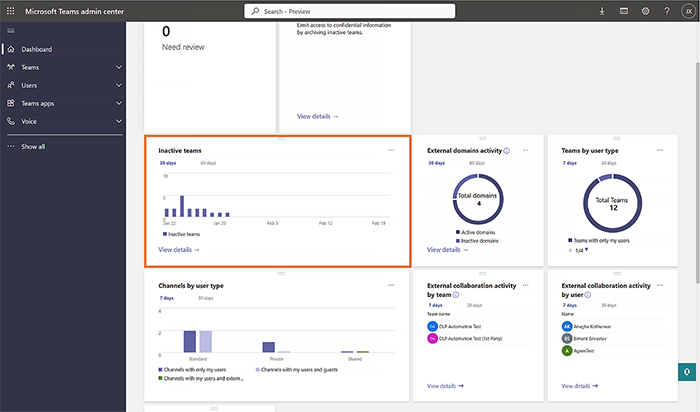 Microsoft Teams admin center
Search - Preview
JX
Dashboard
Teams
Users
Teams apps
Voice
Show all
0
Need review
Limit access to confidential information
by archiving inactive teams.
View details →
Inactive teams
30 days 60 days
10
5
0
Jan 22 Jan 29 Feb 5 Feb 12 Feb 19
Inactive teams
View details →
External domains activity
30 days 60 days
Total domains
4
Active domains
Inactive domains
View details →
Teams by user type
7 days 30 days
Total Teams
12
Teams with only my users
1/4
Channels by user type
7 days 30 days
4
2
0
Standard Private Shared
Channels with only my users
Channels with my users and guests
Channels with my users and extern...
External collaboration activity
by team
7 days 30 days
Team name
DA DLP Automation Test
DA DLP Automation Test (1st Party)
View details →
External collaboration activity
by user
7 days 30 days
Name
AK Anagha
BS Srivastav
A AgnesTest
View details →